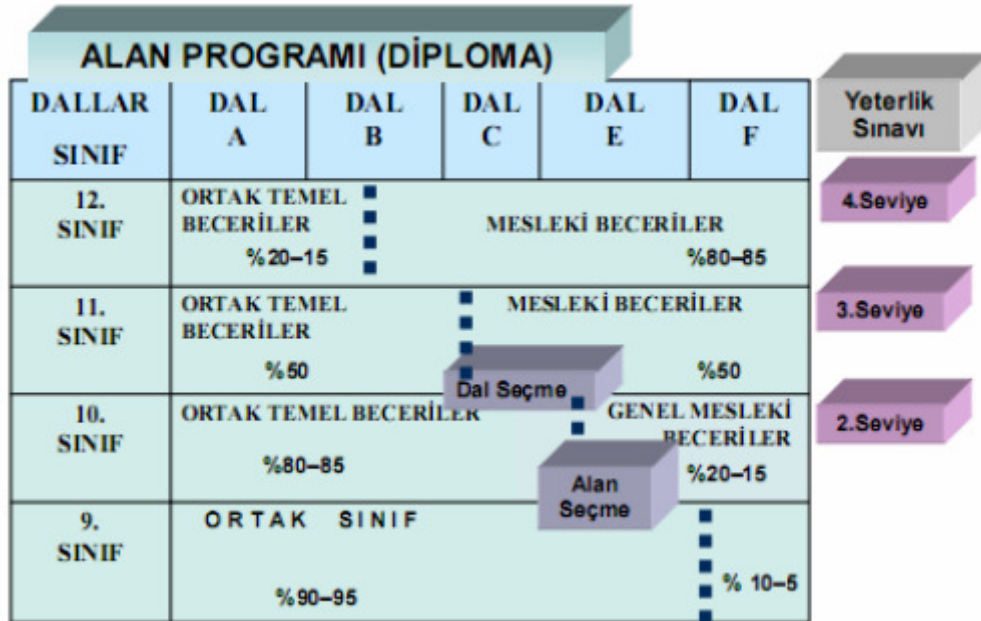 ALAN PROGRAMI (DİPLOMA)
DALLAR
SINIF
DAL
A
DAL
B
DAL
C
DAL
E
DAL
F
Yeterlik
Sınavı
12.
SINIF
ORTAK TEMEL
BECERİLER
%20–15
MESLEKİ BECERİLER
%80–85
4.Seviye
11.
SINIF
ORTAK TEMEL
BECERİLER
%50
MESLEKİ BECERİLER
%50
3.Seviye
Dal Seçme
10.
SINIF
ORTAK TEMEL BECERİLER
%80–85
GENEL MESLEKİ
BECERİLER
%20–15
2.Seviye
Alan
Seçme
9.
SINIF
ORTAK SINIF
%90–95
% 10–5